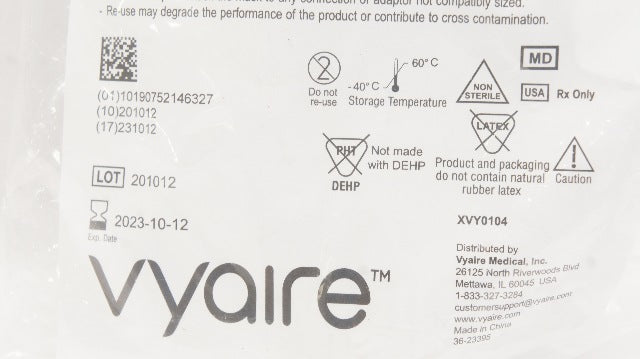 to any connection or adaptor not compatibly sized.
- Re-use may degrade the performance of the product or contribute to cross contamination.
(01)10190752146327
(10)201012
(17)231012
LOT 201012
2023-10-12
Exp. Date
2
Do not
re-use
-40°C
60°C
Storage Temperature
NON
STERILE
MD
USA Rx Only
PHT
DEHP
Not made
with DEHP
LATEX
Product and packaging
do not contain natural
rubber latex
Caution
vyaire™
XVY0104
Distributed by
Vyaire Medical, Inc.
26125 North Riverwoods Blvd
Mettawa, IL 60045 USA
1-833-327-3284
customersupport@vyaire.com
www.vyaire.com
Made in China
36-23395